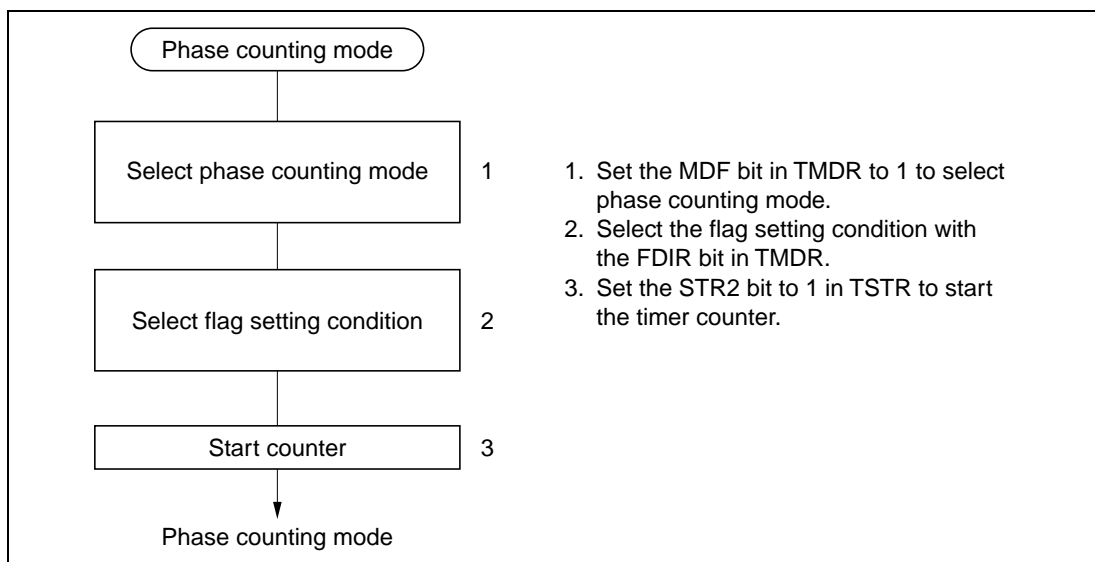 Phase counting mode
Select phase counting mode 1
Select flag setting condition 2
Start counter 3
Phase counting mode
1. Set the MDF bit in TMDR to 1 to select
phase counting mode.
2. Select the flag setting condition with
the FDIR bit in TMDR.
3. Set the STR2 bit to 1 in TSTR to start
the timer counter.